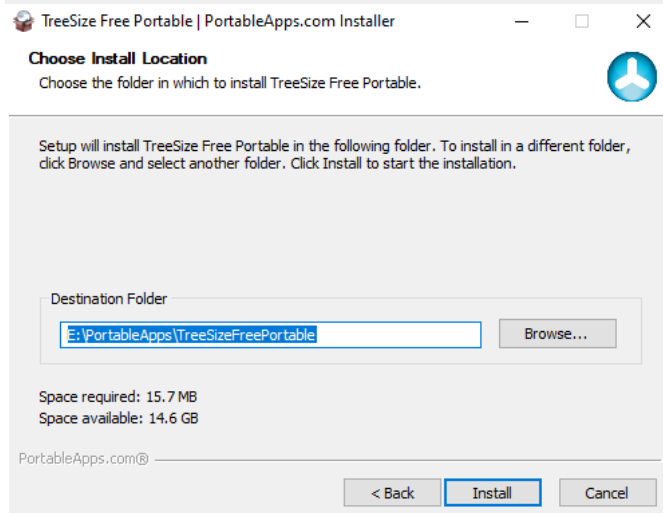 TreeSize Free Portable | PortableApps.com Installer
Choose Install Location
Choose the folder in which to install TreeSize Free Portable.
Setup will install TreeSize Free Portable in the following folder. To install in a different folder,
click Browse and select another folder. Click Install to start the installation.
Destination Folder
E:\PortableApps\TreeSizeFreePortable
Browse...
Space required: 15.7 MB
Space available: 14.6 GB
PortableApps.com®
< Back
Install
Cancel